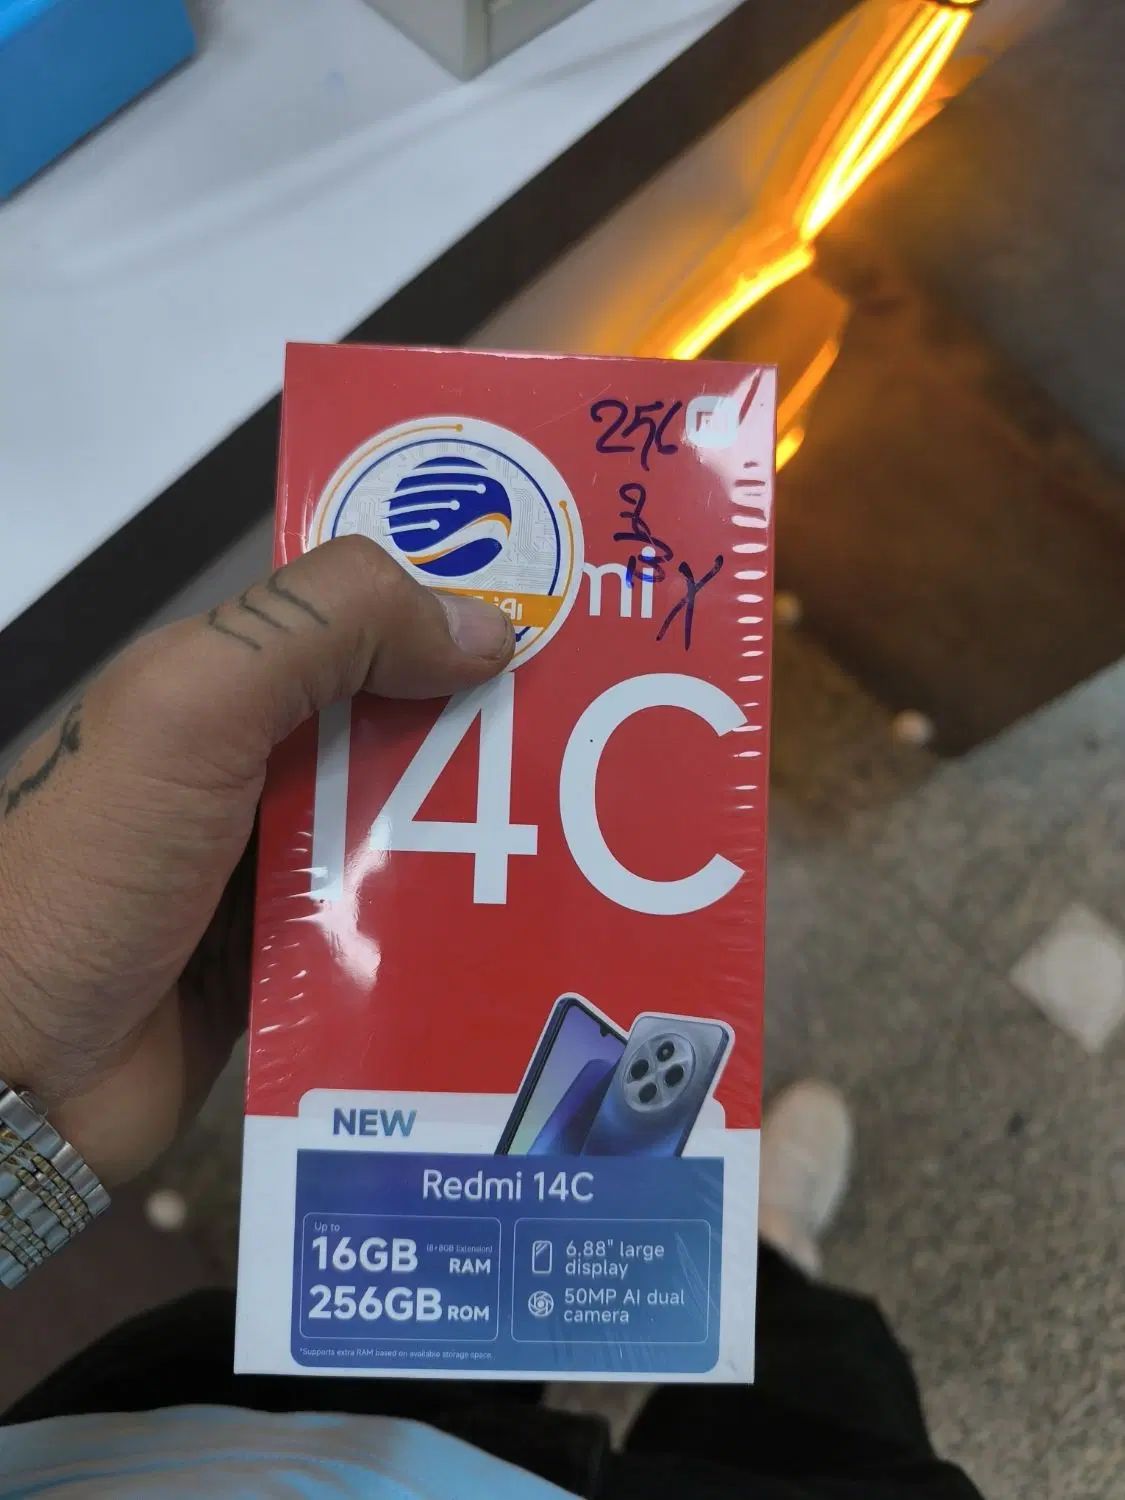 256
mi
14C
NEW
Redmi 14C
Up to
16GB (8+8GB Extension) RAM
256GB ROM
6.88" large
display
50MP AI dual
camera
*Supports extra RAM based on available storage space.